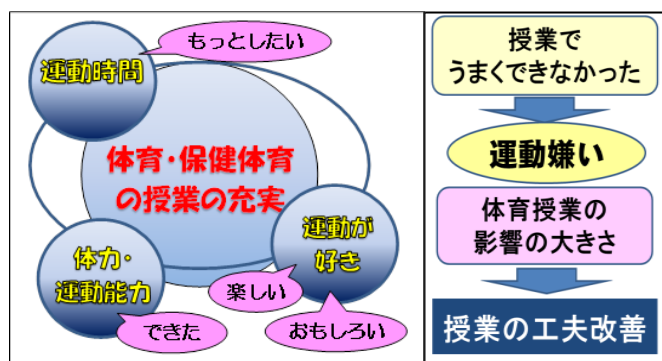 もっとしたい
運動時間
体育・保健体育
の授業の充実
運動が
好き
体力・
運動能力
楽しい
できた
おもしろい
授業で
うまくできなかった
運動嫌い
体育授業の
影響の大きさ
授業の工夫改善